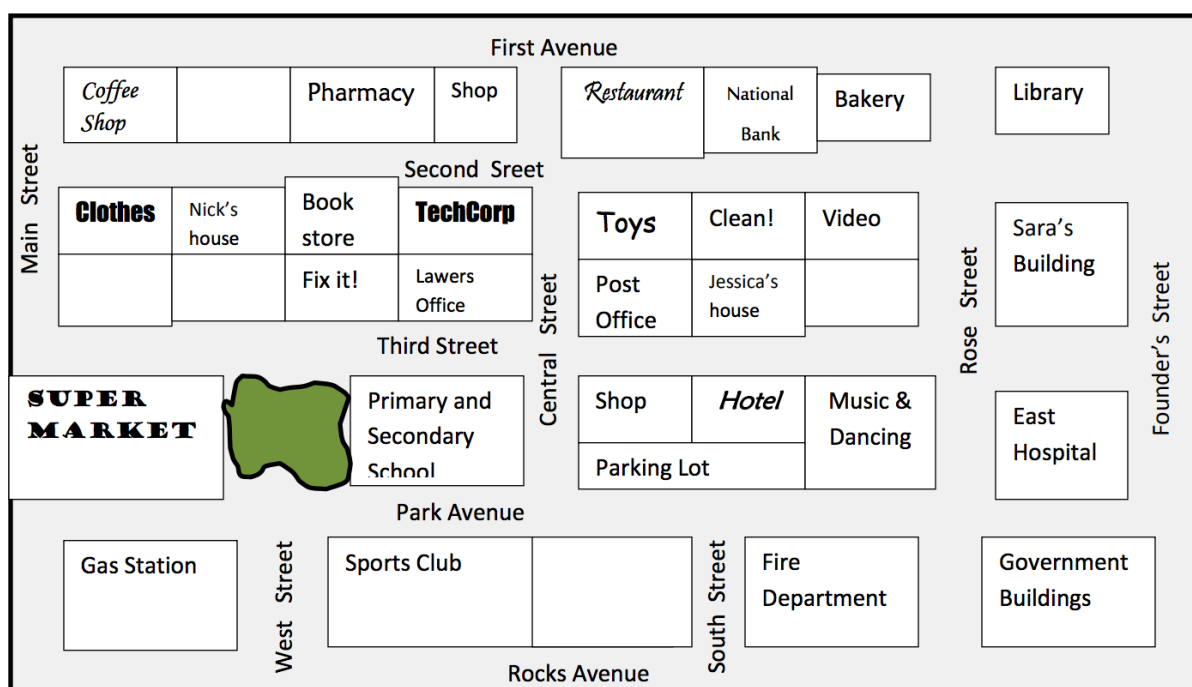 First Avenue
Coffee
Shop
Pharmacy
Shop
Restaurant
National
Bank
Bakery
Library
Main Street
Second Sreet
Clothes
Nick's
house
Book
store
TechCorp
Toys
Clean!
Video
Sara's
Building
Fix it!
Lawers
Office
Central Street
Post
Office
Jessica's
house
Rose Street
Founder's Street
Third Street
SUPER
MARKET
Primary and
Secondary
School
Shop
Hotel
Music &
Dancing
Parking Lot
East
Hospital
Park Avenue
Gas Station
West Street
Sports Club
South Street
Fire
Department
Government
Buildings
Rocks Avenue